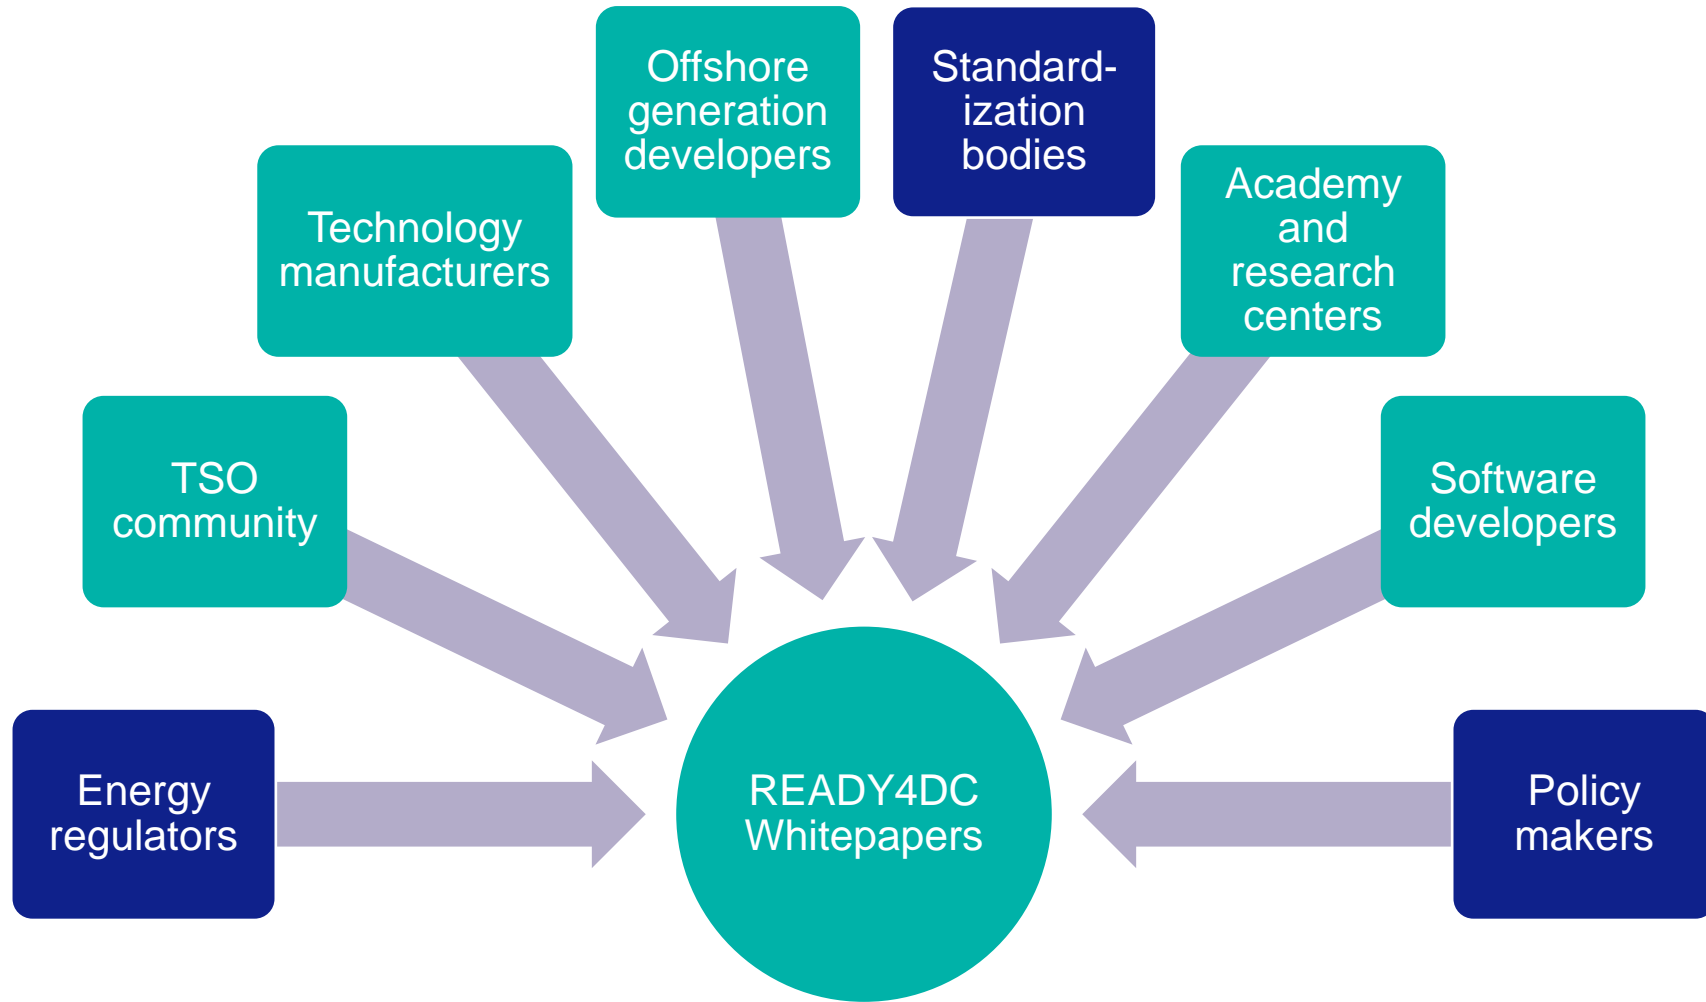 Offshore
generation
developers
Standard-
ization
bodies
Technology
manufacturers
Academy
and
research
centers
TSO
community
Software
developers
Energy
regulators
READY4DC
Whitepapers
Policy
makers